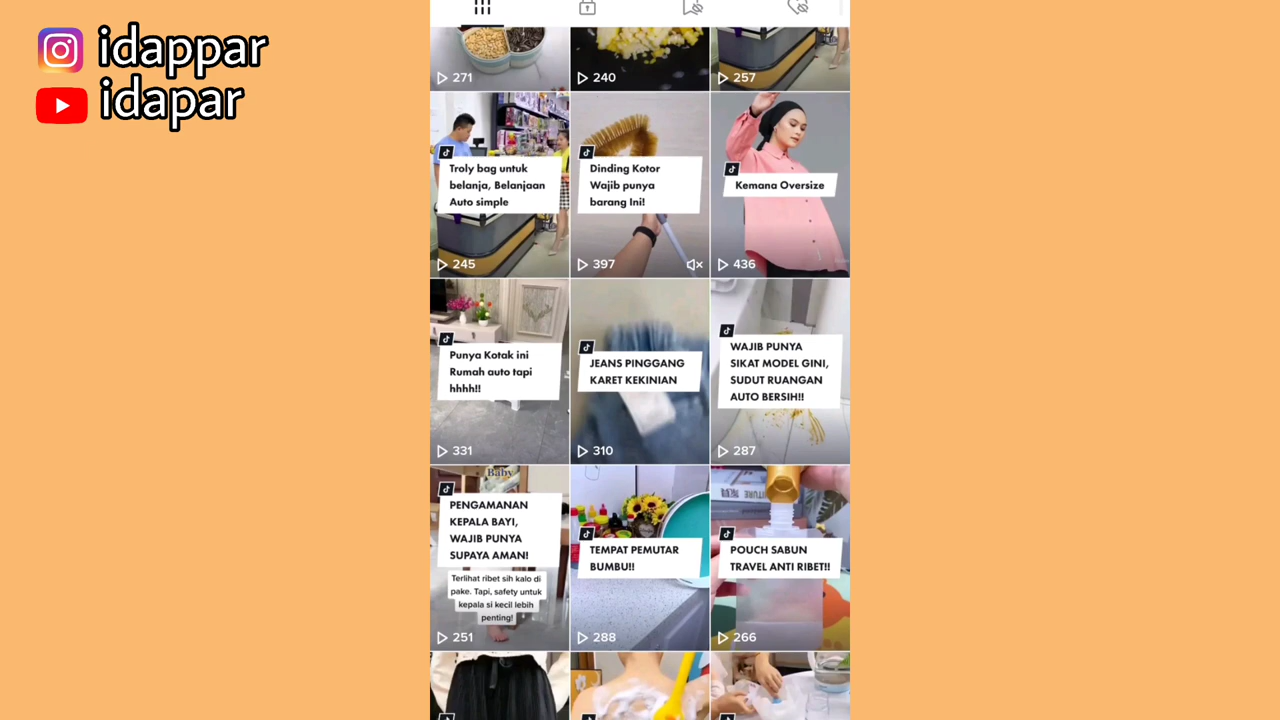 idappar
idapar
271
240
257
Troly bag untuk
belanja, Belanjaan
Auto simple
245
Dinding Kotor
Wajib punya
barang Ini!
397
Kemana Oversize
436
Punya Kotak ini
Rumah auto tapi
hhhh!!
331
JEANS PINGGANG
KARET KEKINIAN
310
WAJIB PUNYA
SIKAT MODEL GINI,
SUDUT RUANGAN
AUTO BERSIH!!
287
Baby
PENGAMANAN
KEPALA BAYI,
WAJIB PUNYA
SUPAYA AMAN!
Terlihat ribet sih kalo di
pake. Tapi, safety untuk
kepala si kecil lebih
penting!
251
TEMPAT PEMUTAR
BUMBU!!
288
POUCH SABUN
TRAVEL ANTI RIBET!!
266